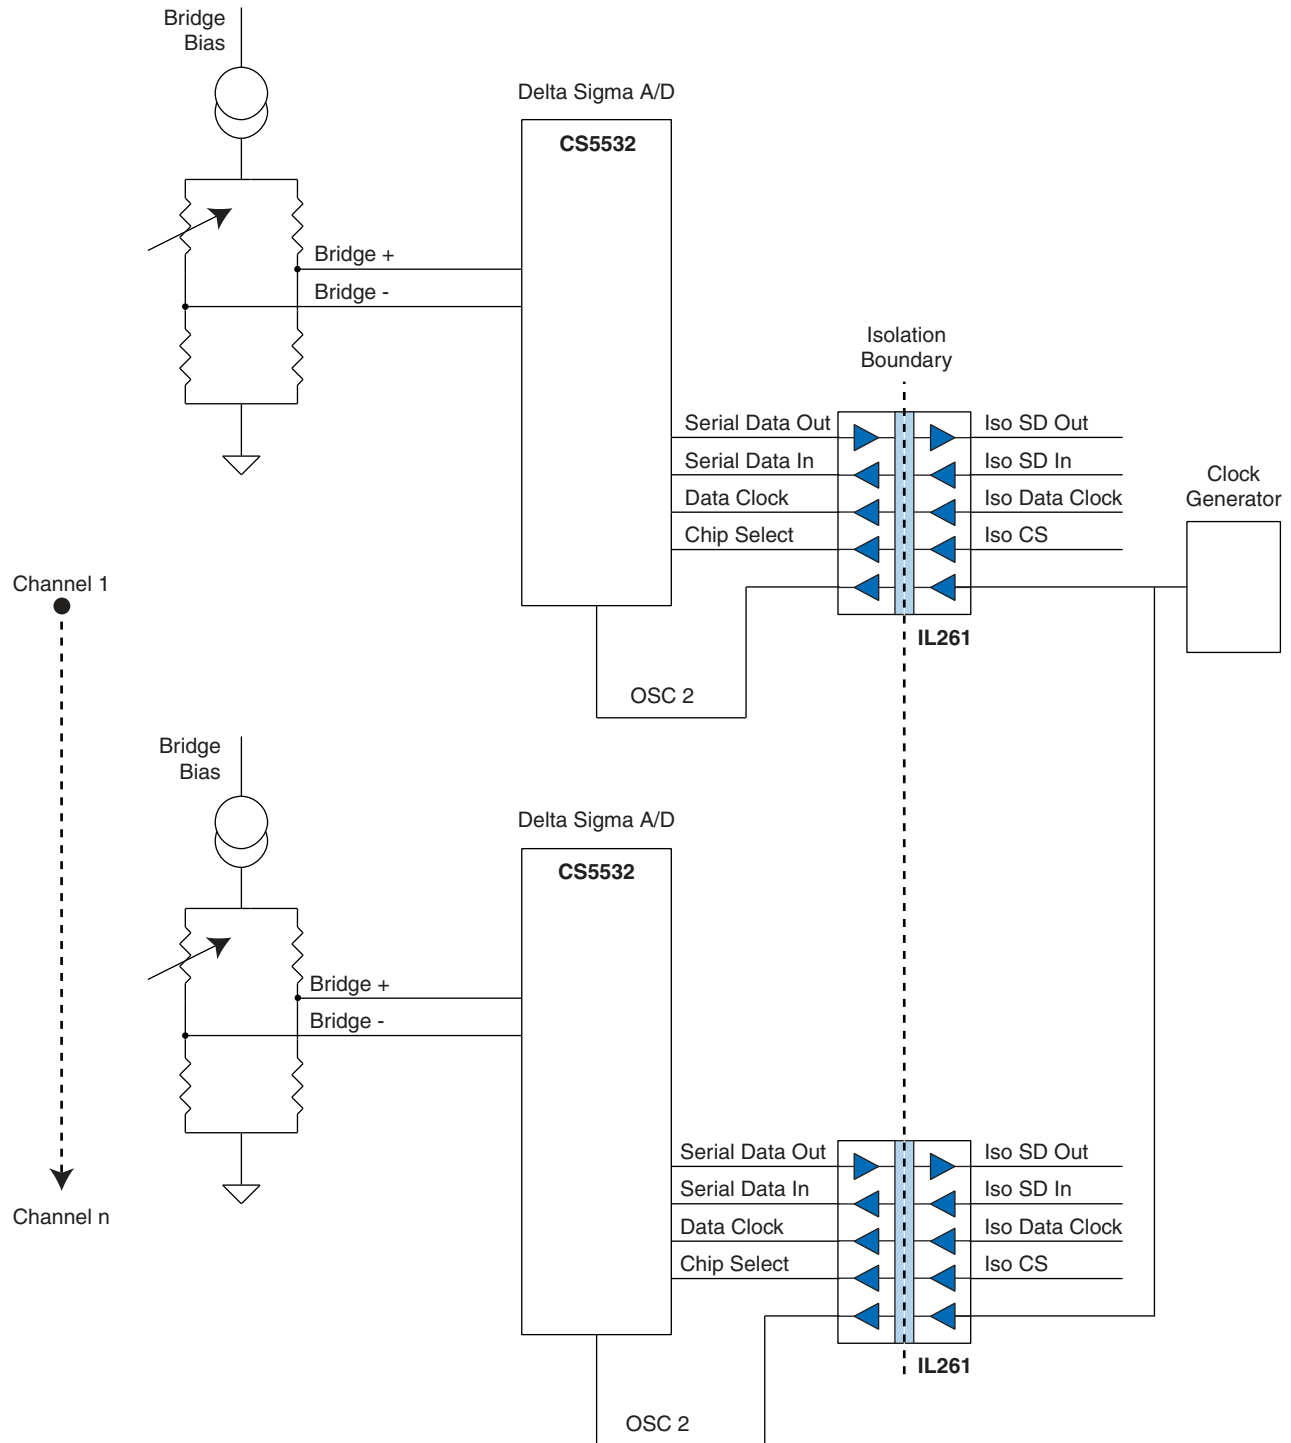 Bridge
Bias
Delta Sigma A/D
CS5532
Bridge +
Bridge -
Isolation
Boundary
Serial Data Out
Iso SD Out
Serial Data In
Iso SD In
Clock
Generator
Data Clock
Iso Data Clock
Chip Select
Iso CS
Channel 1
IL261
OSC 2
Bridge
Bias
Delta Sigma A/D
CS5532
Bridge +
Bridge -
Serial Data Out
Iso SD Out
Serial Data In
Iso SD In
Channel n
Data Clock
Iso Data Clock
Chip Select
Iso CS
IL261
OSC 2